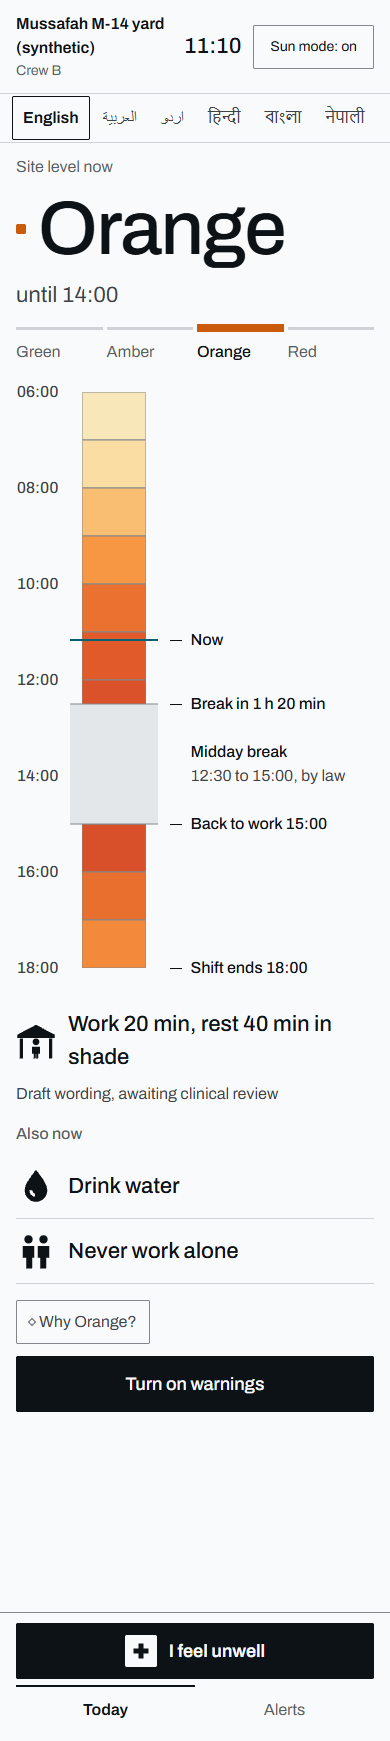 Mussafah M-14 yard
(synthetic)
Crew B
11:10
Sun mode: on
English
العربية
اردو
हिन्दी
বাংলা
नेपाली
Site level now
Orange
until 14:00
Green
Amber
Orange
Red
06:00
08:00
10:00
Now
12:00
Break in 1 h 20 min
Midday break
14:00
12:30 to 15:00, by law
Back to work 15:00
16:00
18:00
Shift ends 18:00
Work 20 min, rest 40 min in
shade
Draft wording, awaiting clinical review
Also now
Drink water
Never work alone
Why Orange?
Turn on warnings
I feel unwell
Today
Alerts